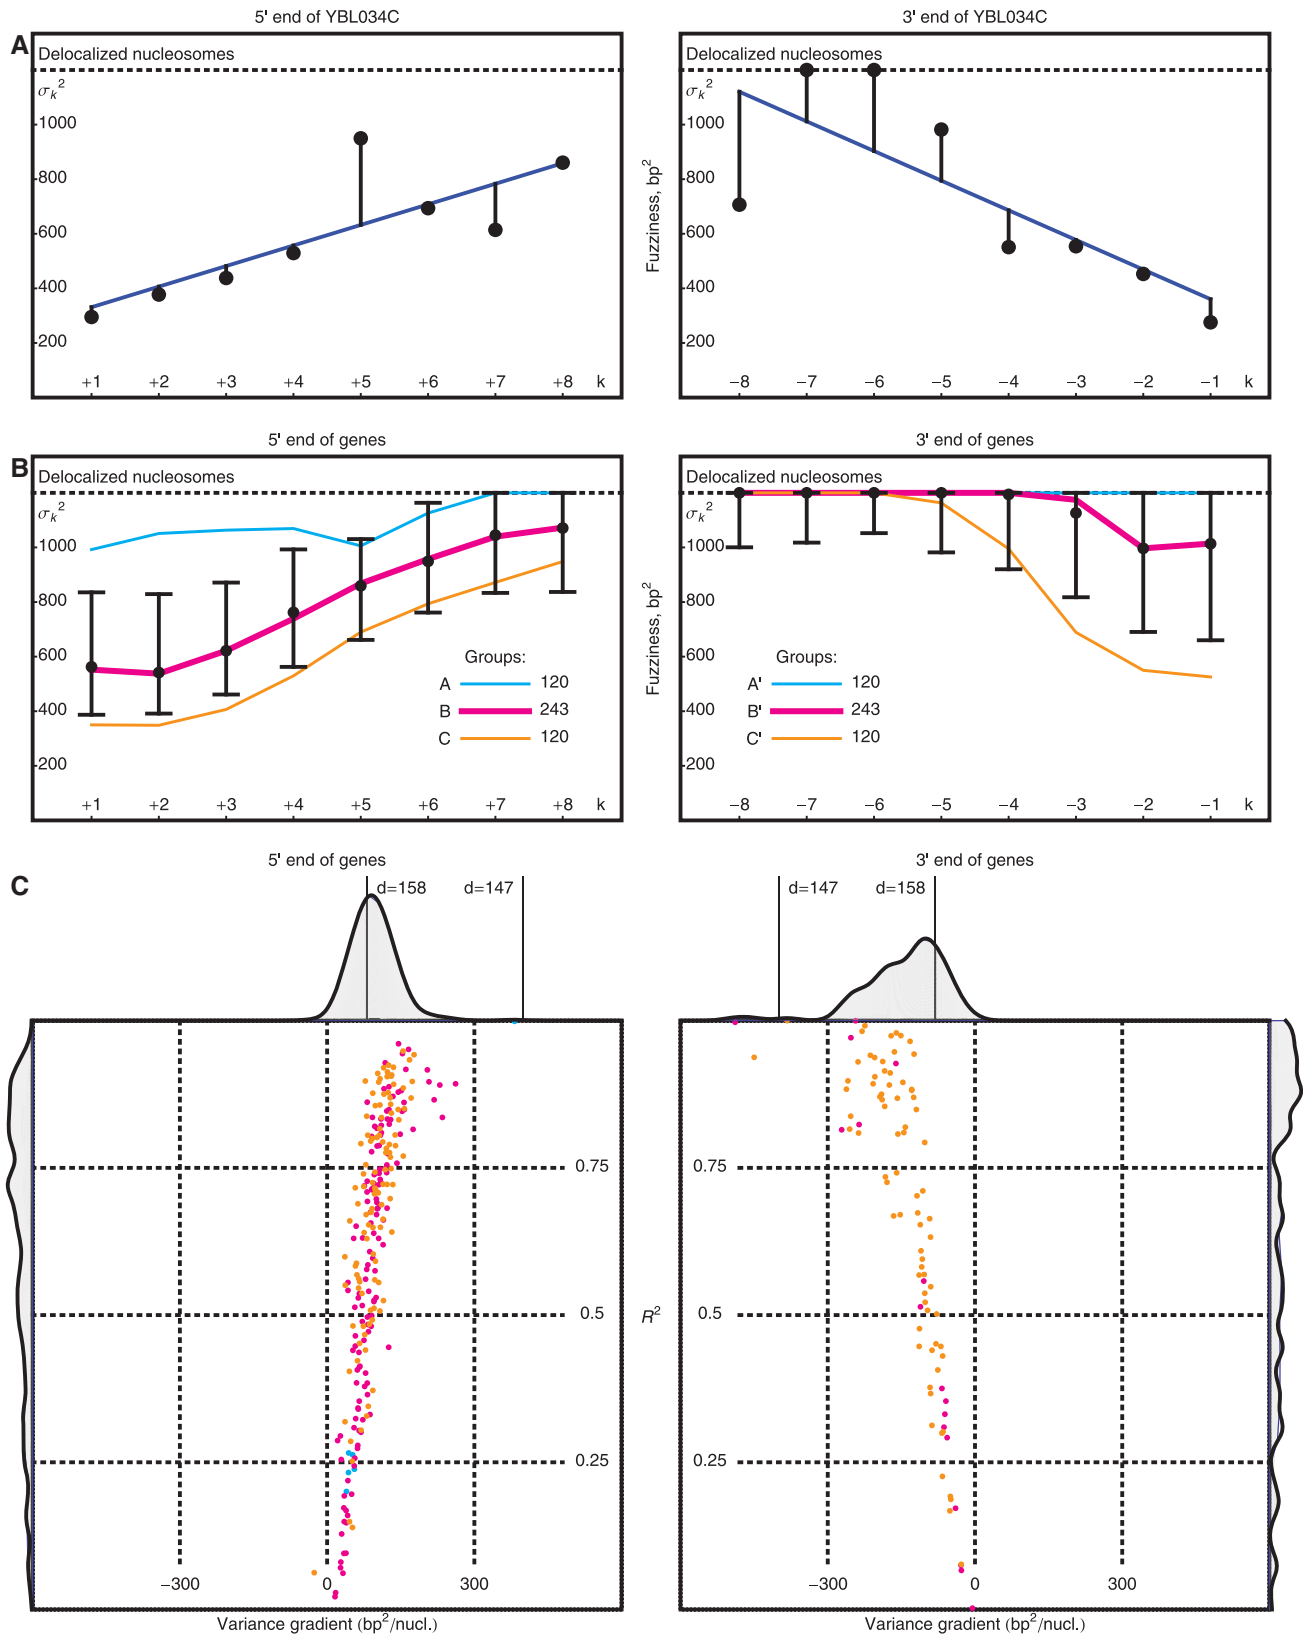 5' end of YBL034C
3' end of YBL034C
A
Delocalized nucleosomes
σk2
1000
800
600
400
200
+1 +2 +3 +4 +5 +6 +7 +8 k
Delocalized nucleosomes
σk2
Fuzziness, bp2
1000
800
600
400
200
−8 −7 −6 −5 −4 −3 −2 −1 k
5' end of genes
3' end of genes
B
Delocalized nucleosomes
σk2
1000
800
600
400
200
Groups:
A 120
B 243
C 120
+1 +2 +3 +4 +5 +6 +7 +8 k
Delocalized nucleosomes
σk2
Fuzziness, bp2
1000
800
600
400
200
Groups:
A' 120
B' 243
C' 120
−8 −7 −6 −5 −4 −3 −2 −1 k
5' end of genes
3' end of genes
C
d=158 d=147
d=147 d=158
0.75
0.5
0.25
−300 0 300
Variance gradient (bp2/nucl.)
R2
0.75
0.5
0.25
−300 0 300
Variance gradient (bp2/nucl.)